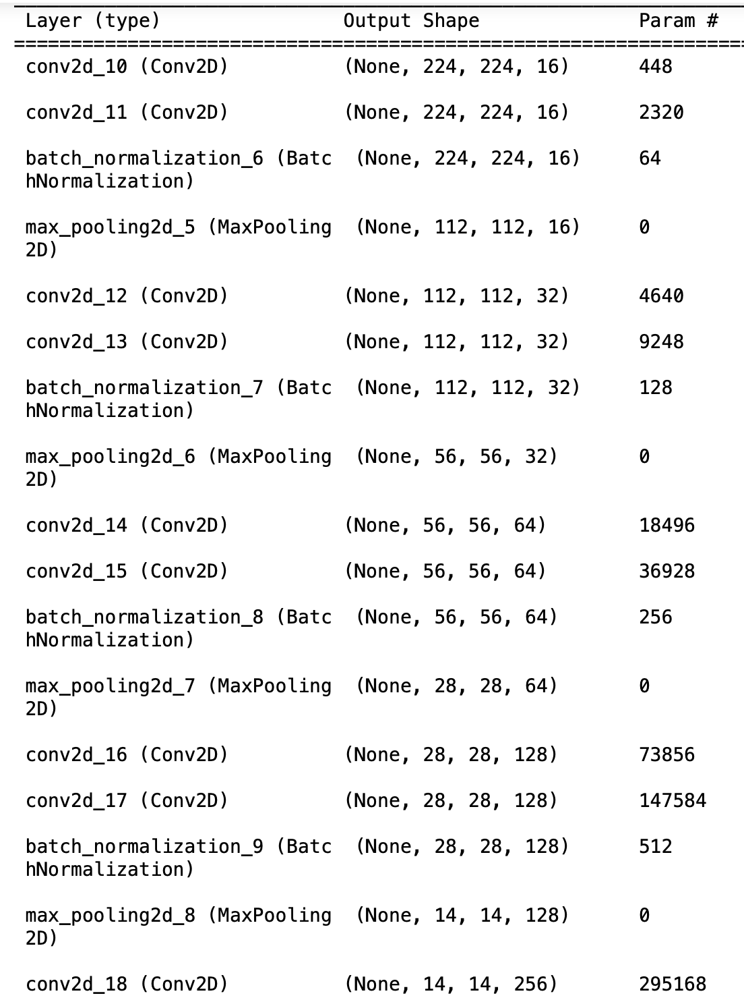 Layer (type) Output Shape Param #
=================================================================
conv2d_10 (Conv2D) (None, 224, 224, 16) 448
conv2d_11 (Conv2D) (None, 224, 224, 16) 2320
batch_normalization_6 (Batc (None, 224, 224, 16) 64
hNormalization)
max_pooling2d_5 (MaxPooling (None, 112, 112, 16) 0
2D)
conv2d_12 (Conv2D) (None, 112, 112, 32) 4640
conv2d_13 (Conv2D) (None, 112, 112, 32) 9248
batch_normalization_7 (Batc (None, 112, 112, 32) 128
hNormalization)
max_pooling2d_6 (MaxPooling (None, 56, 56, 32) 0
2D)
conv2d_14 (Conv2D) (None, 56, 56, 64) 18496
conv2d_15 (Conv2D) (None, 56, 56, 64) 36928
batch_normalization_8 (Batc (None, 56, 56, 64) 256
hNormalization)
max_pooling2d_7 (MaxPooling (None, 28, 28, 64) 0
2D)
conv2d_16 (Conv2D) (None, 28, 28, 128) 73856
conv2d_17 (Conv2D) (None, 28, 28, 128) 147584
batch_normalization_9 (Batc (None, 28, 28, 128) 512
hNormalization)
max_pooling2d_8 (MaxPooling (None, 14, 14, 128) 0
2D)
conv2d_18 (Conv2D) (None, 14, 14, 256) 295168